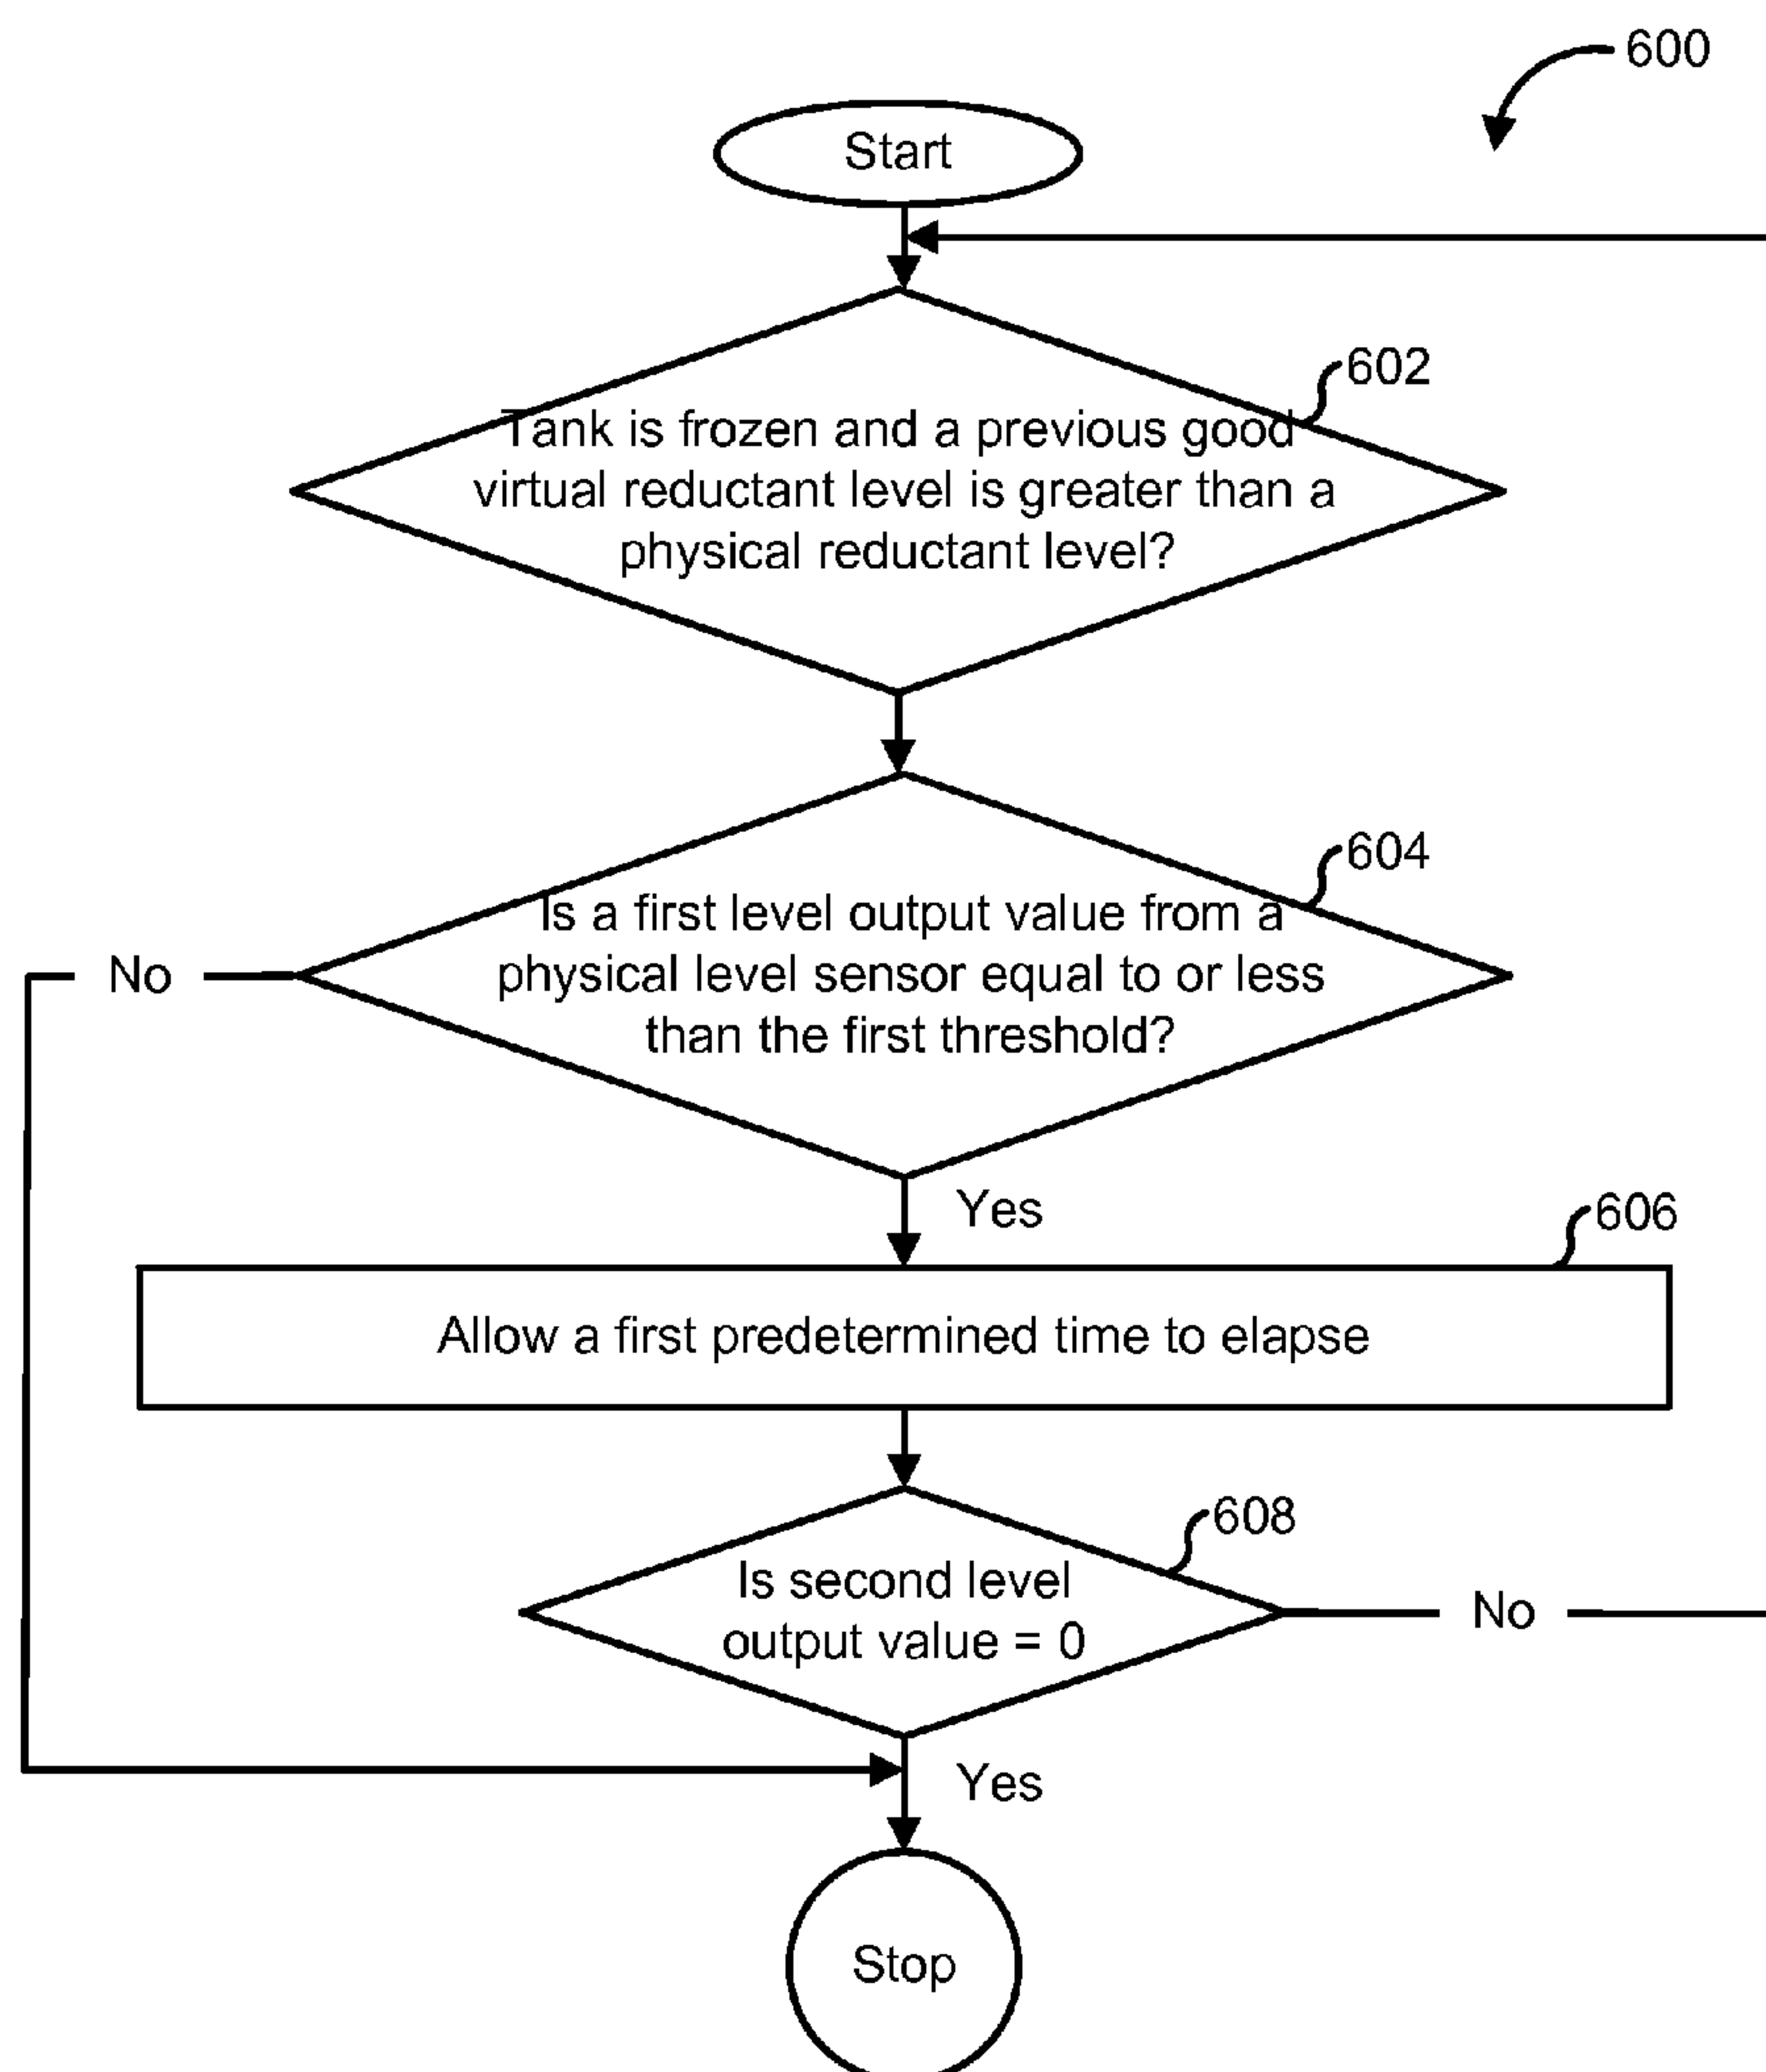 600
Start
602
Tank is frozen and a previous good
virtual reductant level is greater than a
physical reductant level?
604
Is a first level output value from a
physical level sensor equal to or less
than the first threshold?
No
Yes
606
Allow a first predetermined time to elapse
608
Is second level
output value = 0
No
Yes
Stop